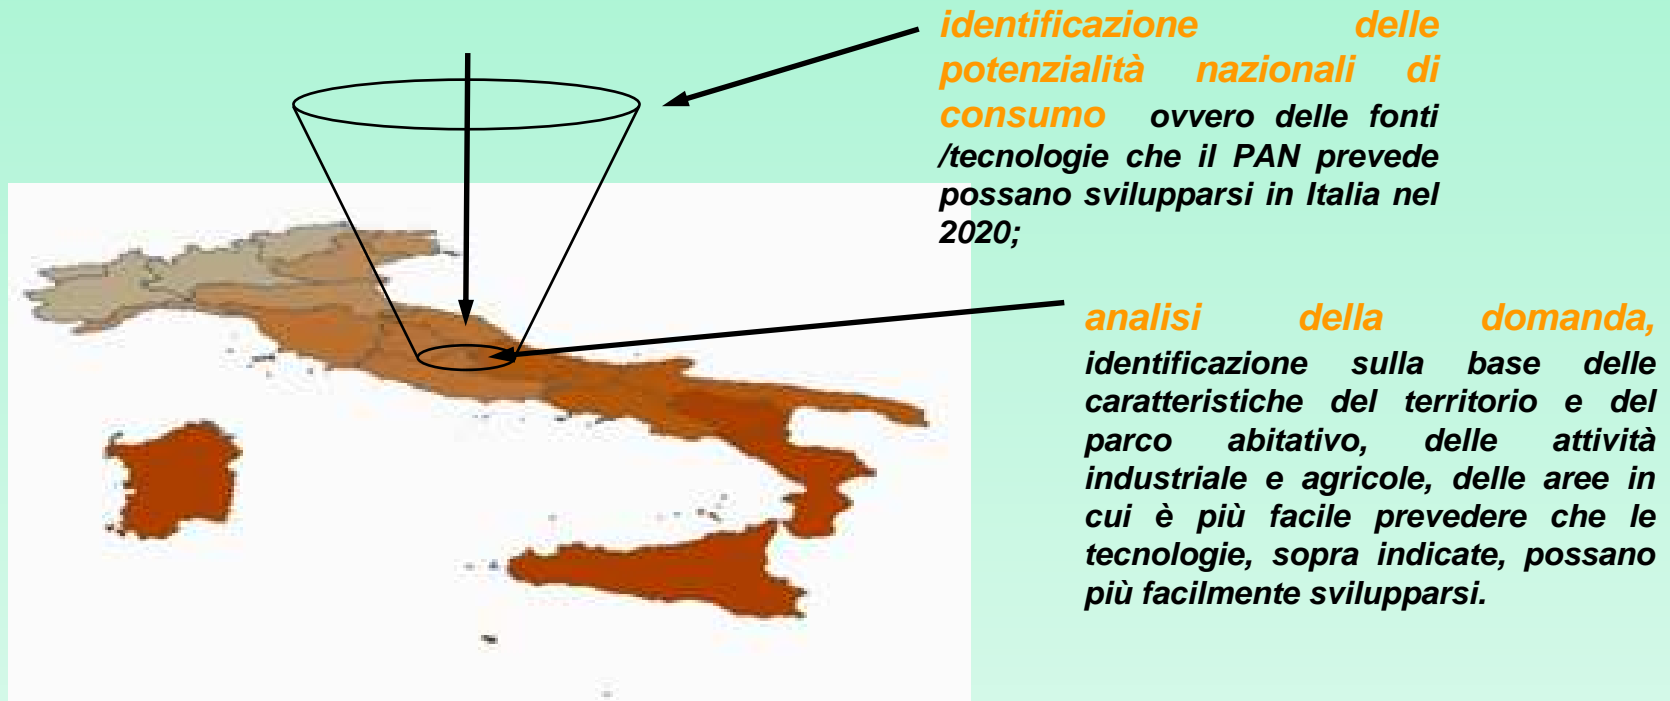 identificazione delle
potenzialità nazionali di
consumo ovvero delle fonti
/tecnologie che il PAN prevede
possano svilupparsi in Italia nel
2020;
analisi della domanda,
identificazione sulla base delle
caratteristiche del territorio e del
parco abitativo, delle attività
industriale e agricole, delle aree in
cui è più facile prevedere che le
tecnologie, sopra indicate, possano
più facilmente svilupparsi.